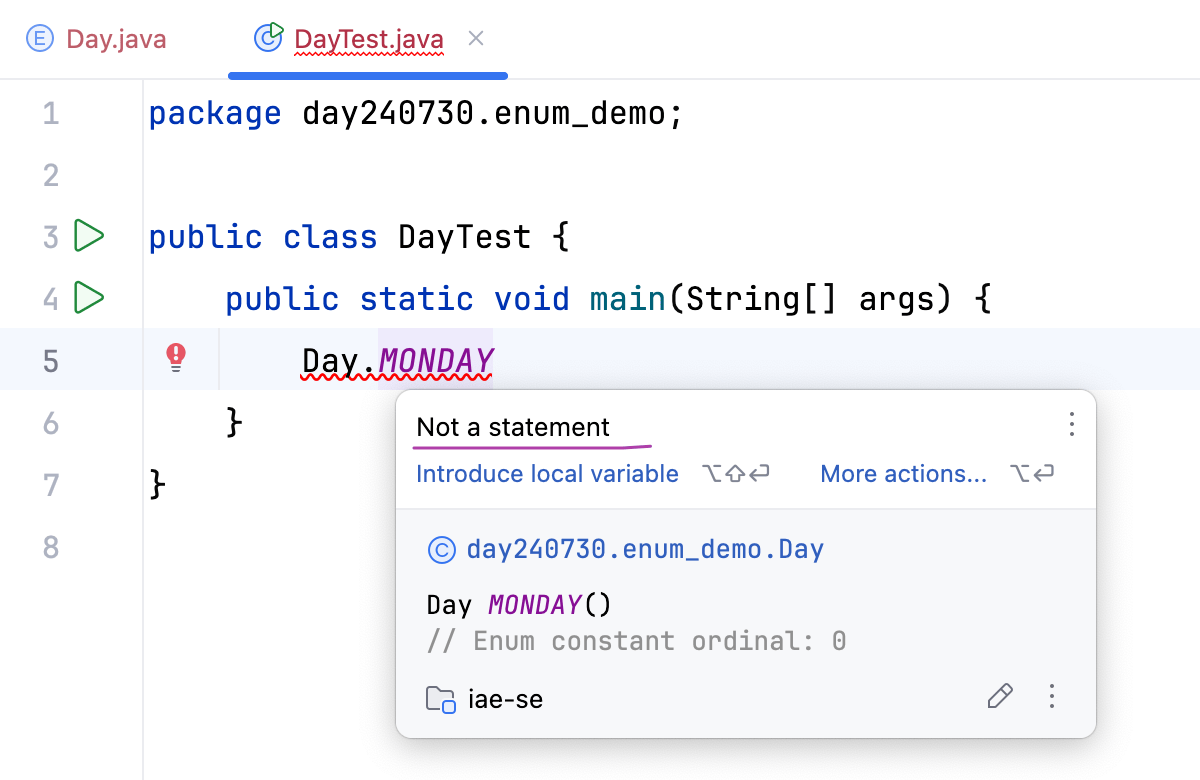 Day.java DayTest.java
1 package day240730.enum_demo;
2
3 public class DayTest {
4 public static void main(String[] args) {
5 Day.MONDAY
6 }
7 }
8
Not a statement
Introduce local variable ⌥⇧⏎ More actions... ⌥⏎
day240730.enum_demo.Day
Day MONDAY()
// Enum constant ordinal: 0
iae-se